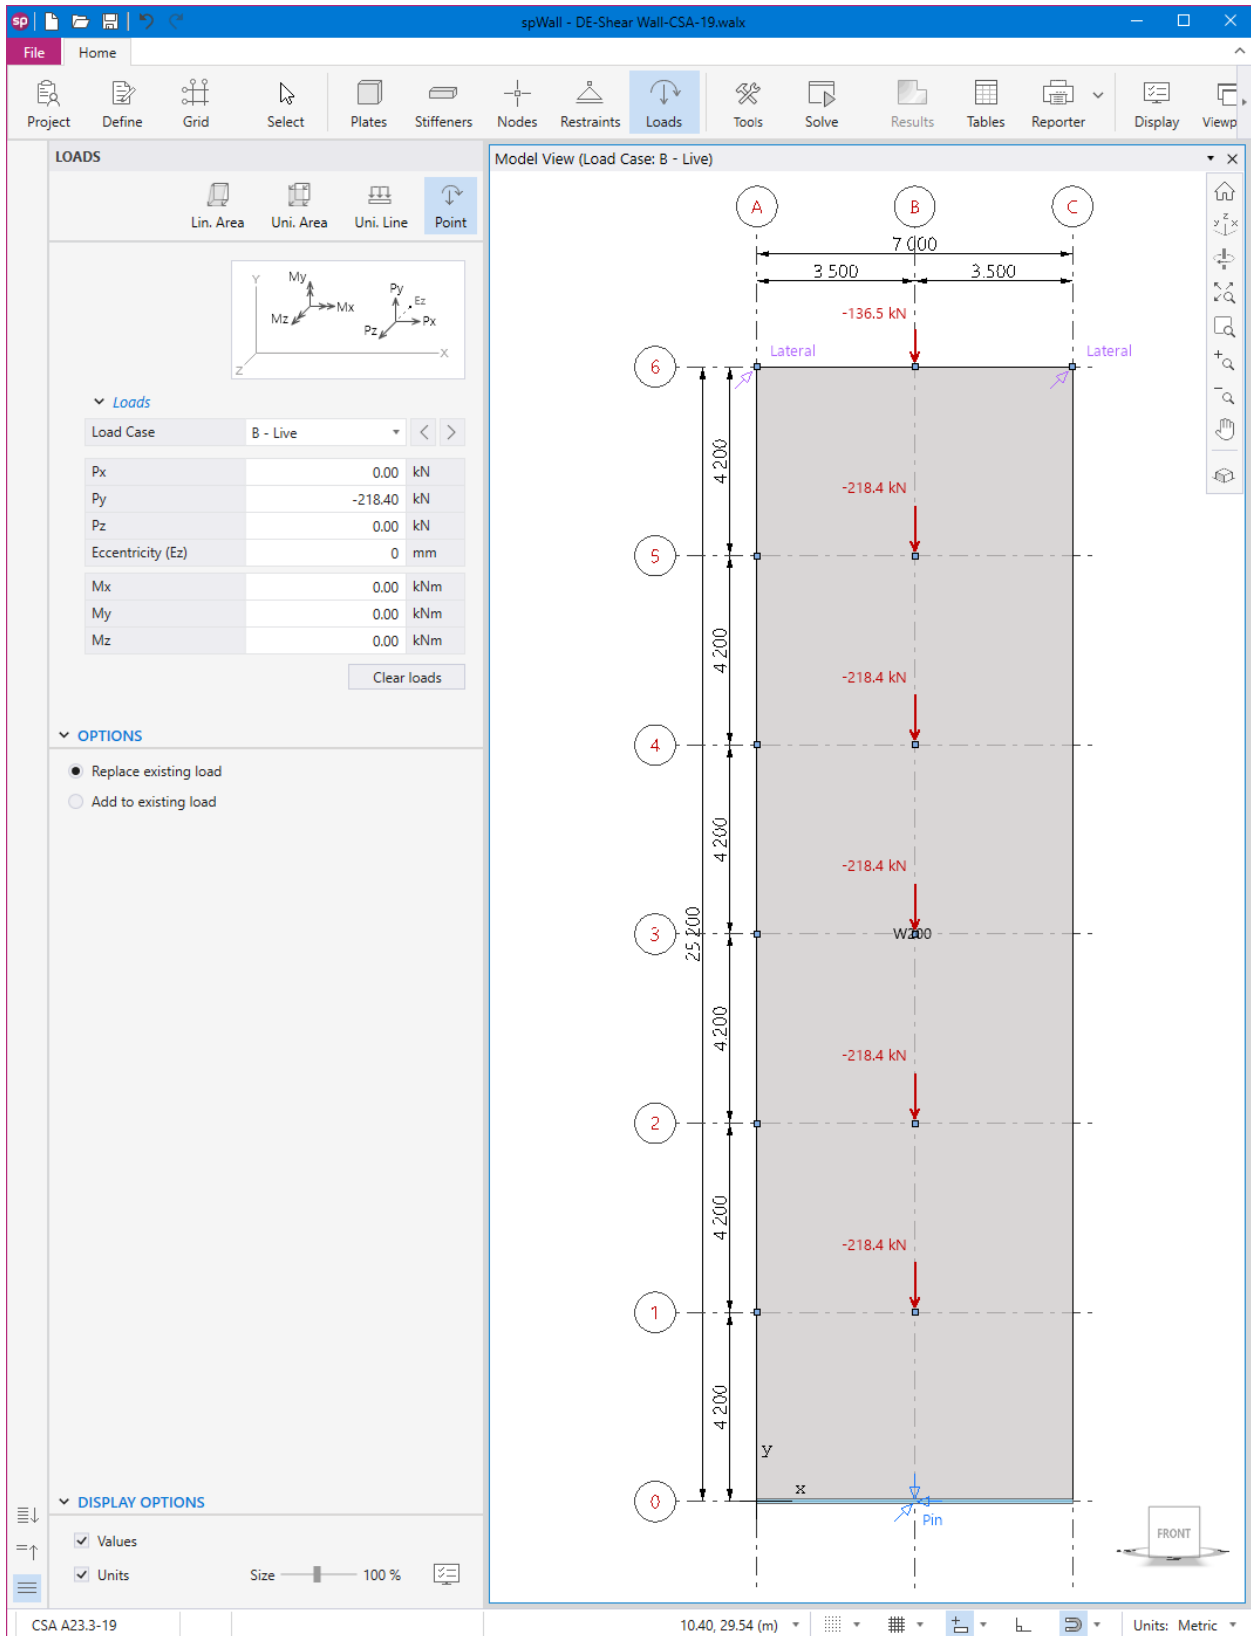 sp
spWall - DE-Shear Wall-CSA-19.walx
File
Home
Project
Define
Grid
Select
Plates
Stiffeners
Nodes
Restraints
Loads
Tools
Solve
Results
Tables
Reporter
Display
Viewp
LOADS
Lin. Area
Uni. Area
Uni. Line
Point
Y
My
Mx
Mz
Py
Ez
Px
Pz
X
Z
Loads
Load Case
B - Live
Px 0.00 kN
Py -218.40 kN
Pz 0.00 kN
Eccentricity (Ez) 0 mm
Mx 0.00 kNm
My 0.00 kNm
Mz 0.00 kNm
Clear loads
OPTIONS
Replace existing load
Add to existing load
DISPLAY OPTIONS
Values
Units
Size
100 %
Model View (Load Case: B - Live)
A
B
C
7 000
3 500
3.500
-136.5 kN
Lateral
Lateral
6
4 200
-218.4 kN
5
4 200
-218.4 kN
4
4 200
-218.4 kN
3
25 200
W200
4.200
-218.4 kN
2
4 200
-218.4 kN
1
4 200
y
x
0
Pin
FRONT
z
y
x
CSA A23.3-19
10.40, 29.54 (m)
Units: Metric